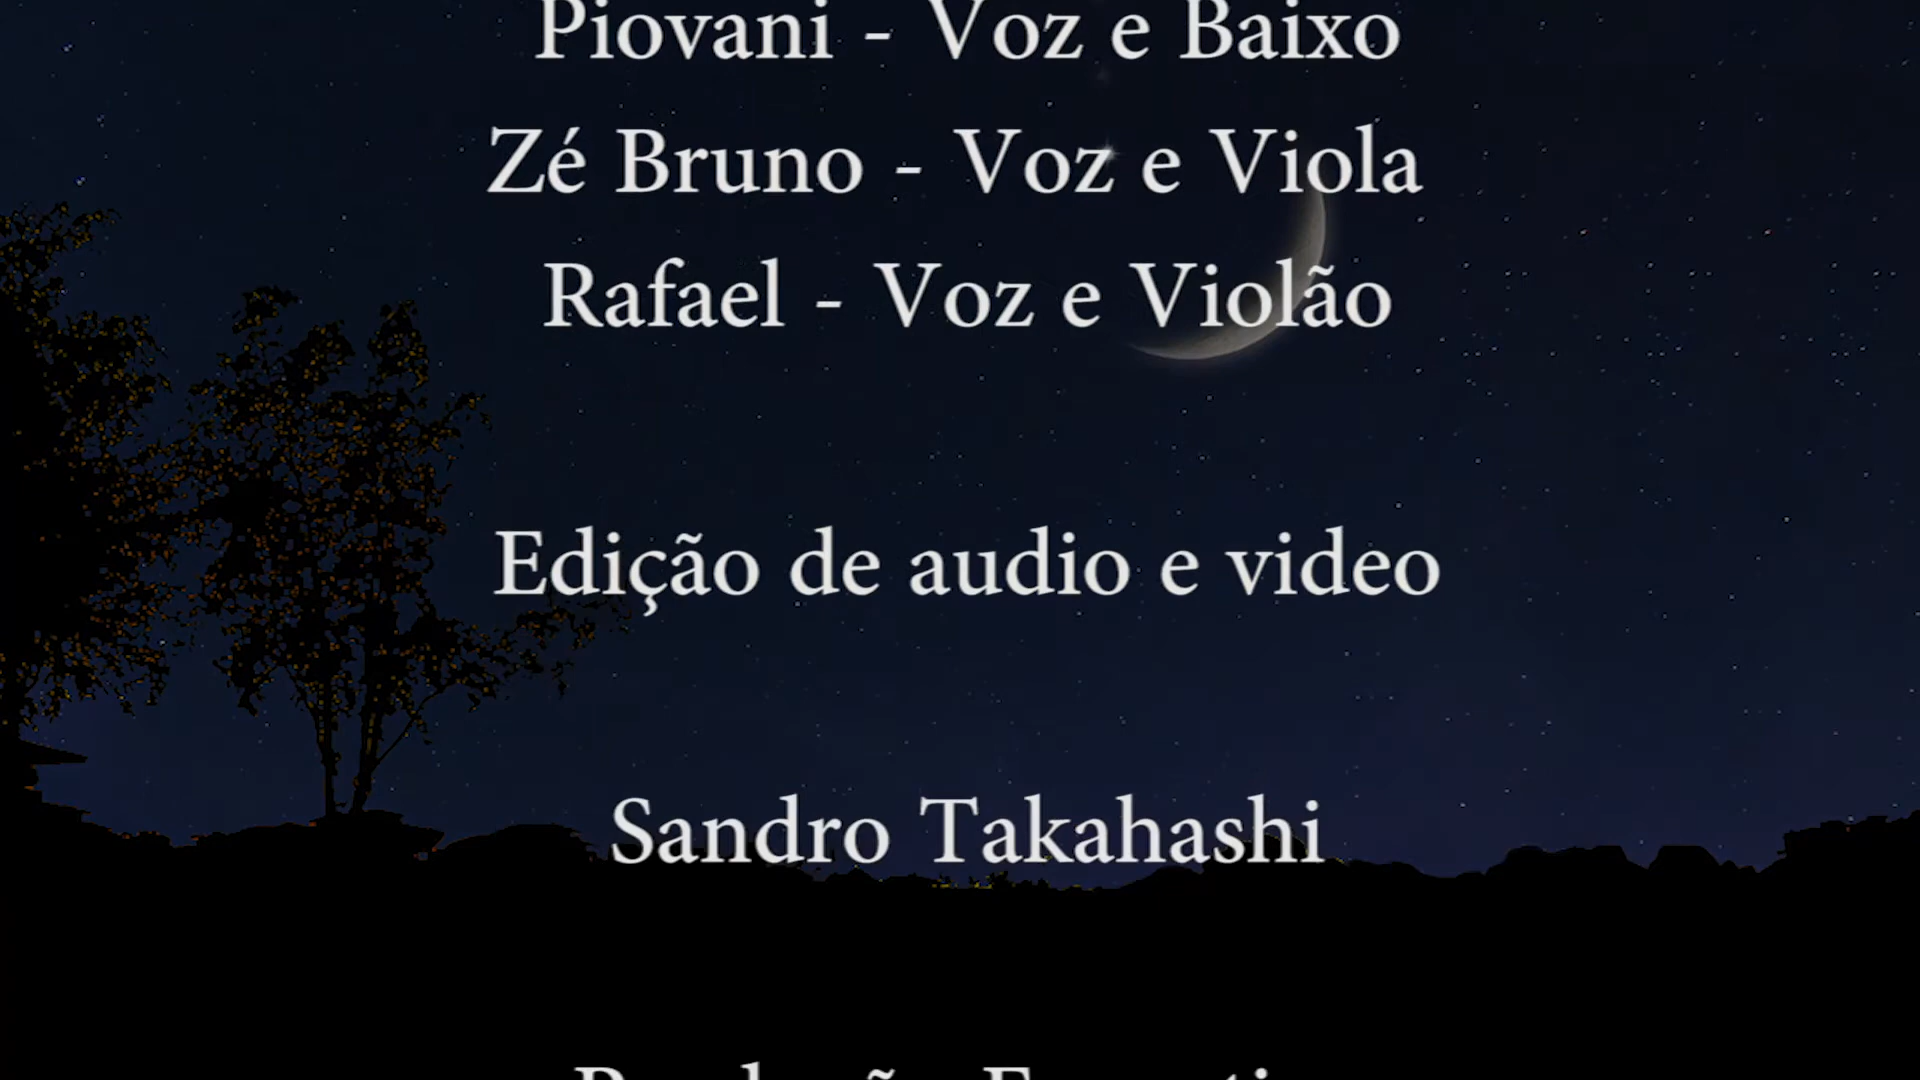 Piovani - Voz e Baixo
Zé Bruno - Voz e Viola
Rafael - Voz e Violão
Edição de audio e video
Sandro Takahashi